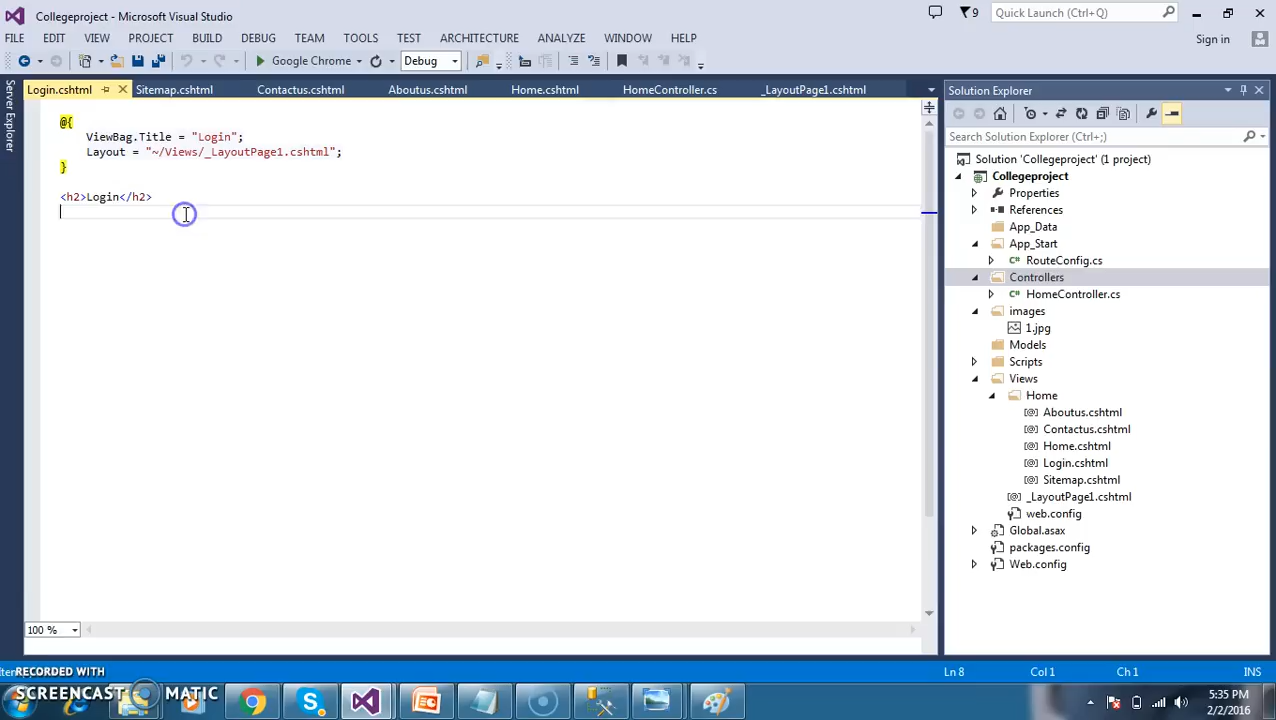 Collegeproject - Microsoft Visual Studio
9
Quick Launch (Ctrl+Q)
FILE EDIT VIEW PROJECT BUILD DEBUG TEAM TOOLS TEST ARCHITECTURE ANALYZE WINDOW HELP
Sign in
Google Chrome
Debug
Server Explorer
Login.cshtml Sitemap.cshtml Contactus.cshtml Aboutus.cshtml Home.cshtml HomeController.cs _LayoutPage1.cshtml
@{
ViewBag.Title = "Login";
Layout = "~/Views/_LayoutPage1.cshtml";
}
<h2>Login</h2>
100 %
Solution Explorer
Search Solution Explorer (Ctrl+;)
Solution 'Collegeproject' (1 project)
Collegeproject
Properties
References
App_Data
App_Start
C# RouteConfig.cs
Controllers
C# HomeController.cs
images
1.jpg
Models
Scripts
Views
Home
[@] Aboutus.cshtml
[@] Contactus.cshtml
[@] Home.cshtml
[@] Login.cshtml
[@] Sitemap.cshtml
[@] _LayoutPage1.cshtml
web.config
Global.asax
packages.config
Web.config
Ln 8 Col 1 Ch 1 INS
RECORDED WITH
SCREENCAST MATIC
5:35 PM
2/2/2016